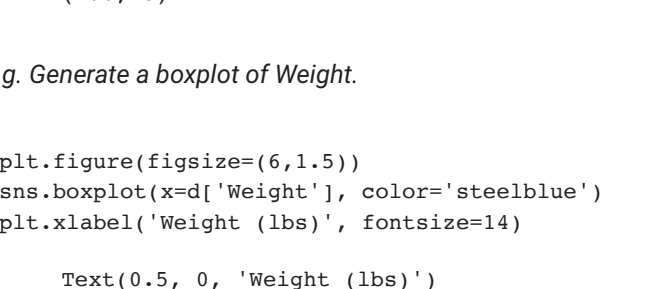 g. Generate a boxplot of Weight.
plt.figure(figsize=(6,1.5))
sns.boxplot(x=d['Weight'], color='steelblue')
plt.xlabel('Weight (lbs)', fontsize=14)
Text(0.5, 0, 'Weight (lbs)')